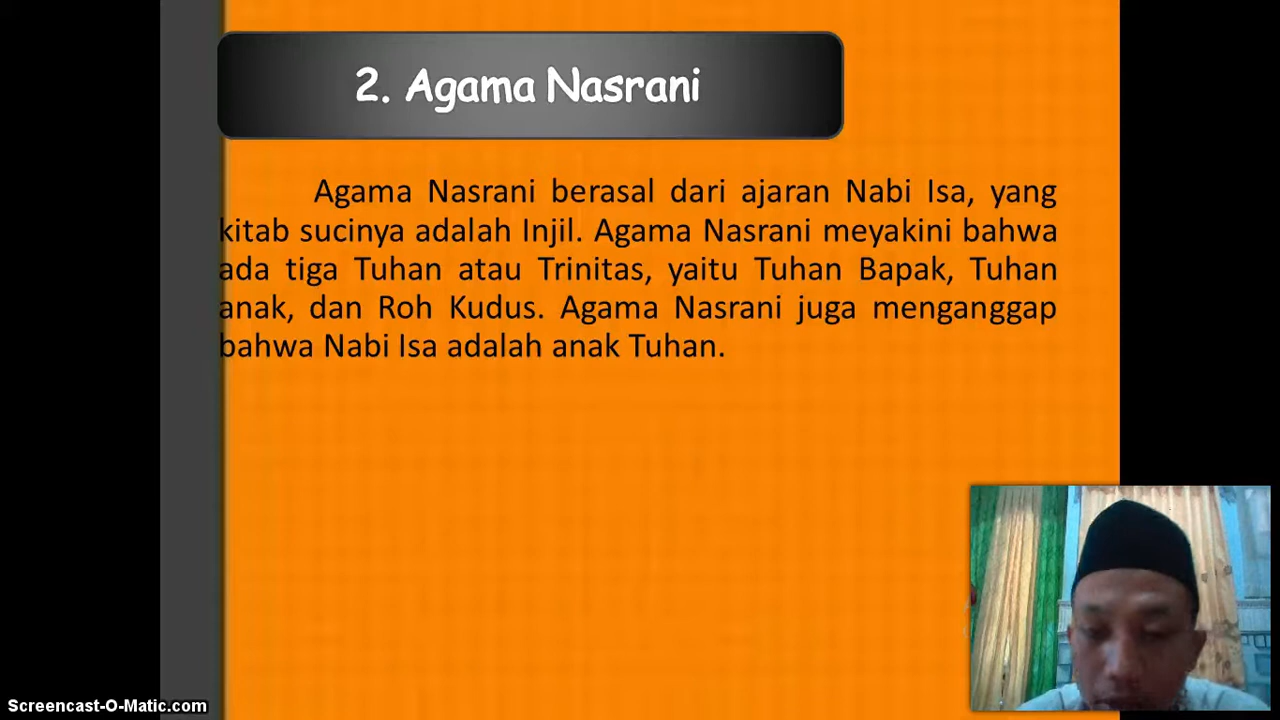 2. Agama Nasrani
Agama Nasrani berasal dari ajaran Nabi Isa, yang
kitab sucinya adalah Injil. Agama Nasrani meyakini bahwa
ada tiga Tuhan atau Trinitas, yaitu Tuhan Bapak, Tuhan
anak, dan Roh Kudus. Agama Nasrani juga menganggap
bahwa Nabi Isa adalah anak Tuhan.
Screencast-O-Matic.com